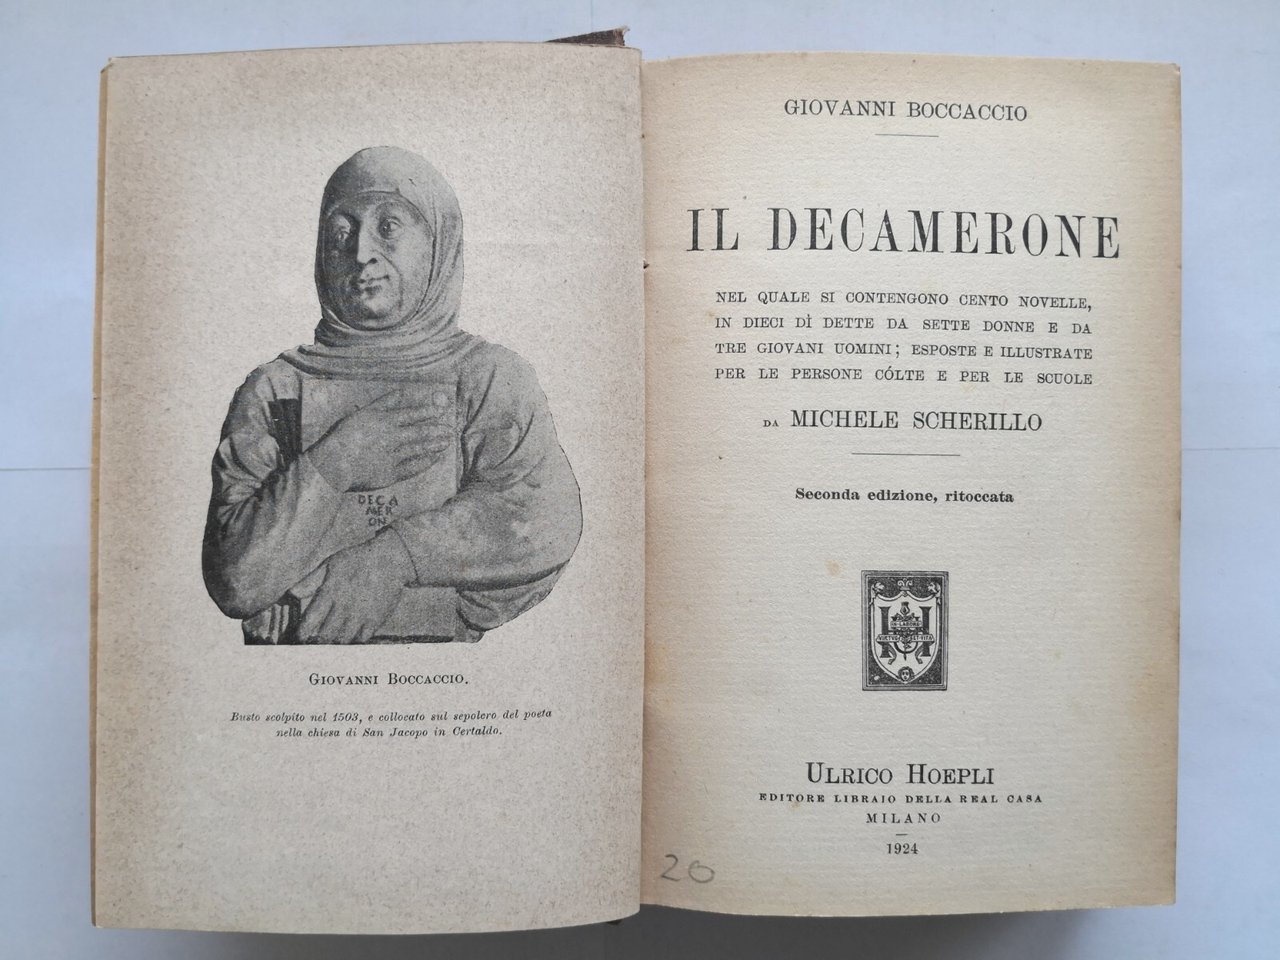 DECA
MER
ON
GIOVANNI BOCCACCIO.
Busto scolpito nel 1503, e collocato sul sepolcro del poeta
nella chiesa di San Jacopo in Certaldo.
GIOVANNI BOCCACCIO
IL DECAMERONE
NEL QUALE SI CONTENGONO CENTO NOVELLE,
IN DIECI DÌ DETTE DA SETTE DONNE E DA
TRE GIOVANI UOMINI; ESPOSTE E ILLUSTRATE
PER LE PERSONE CÓLTE E PER LE SCUOLE
DA MICHELE SCHERILLO
Seconda edizione, ritoccata
H
ULRICO HOEPLI
EDITORE LIBRAIO DELLA REAL CASA
MILANO
1924
20